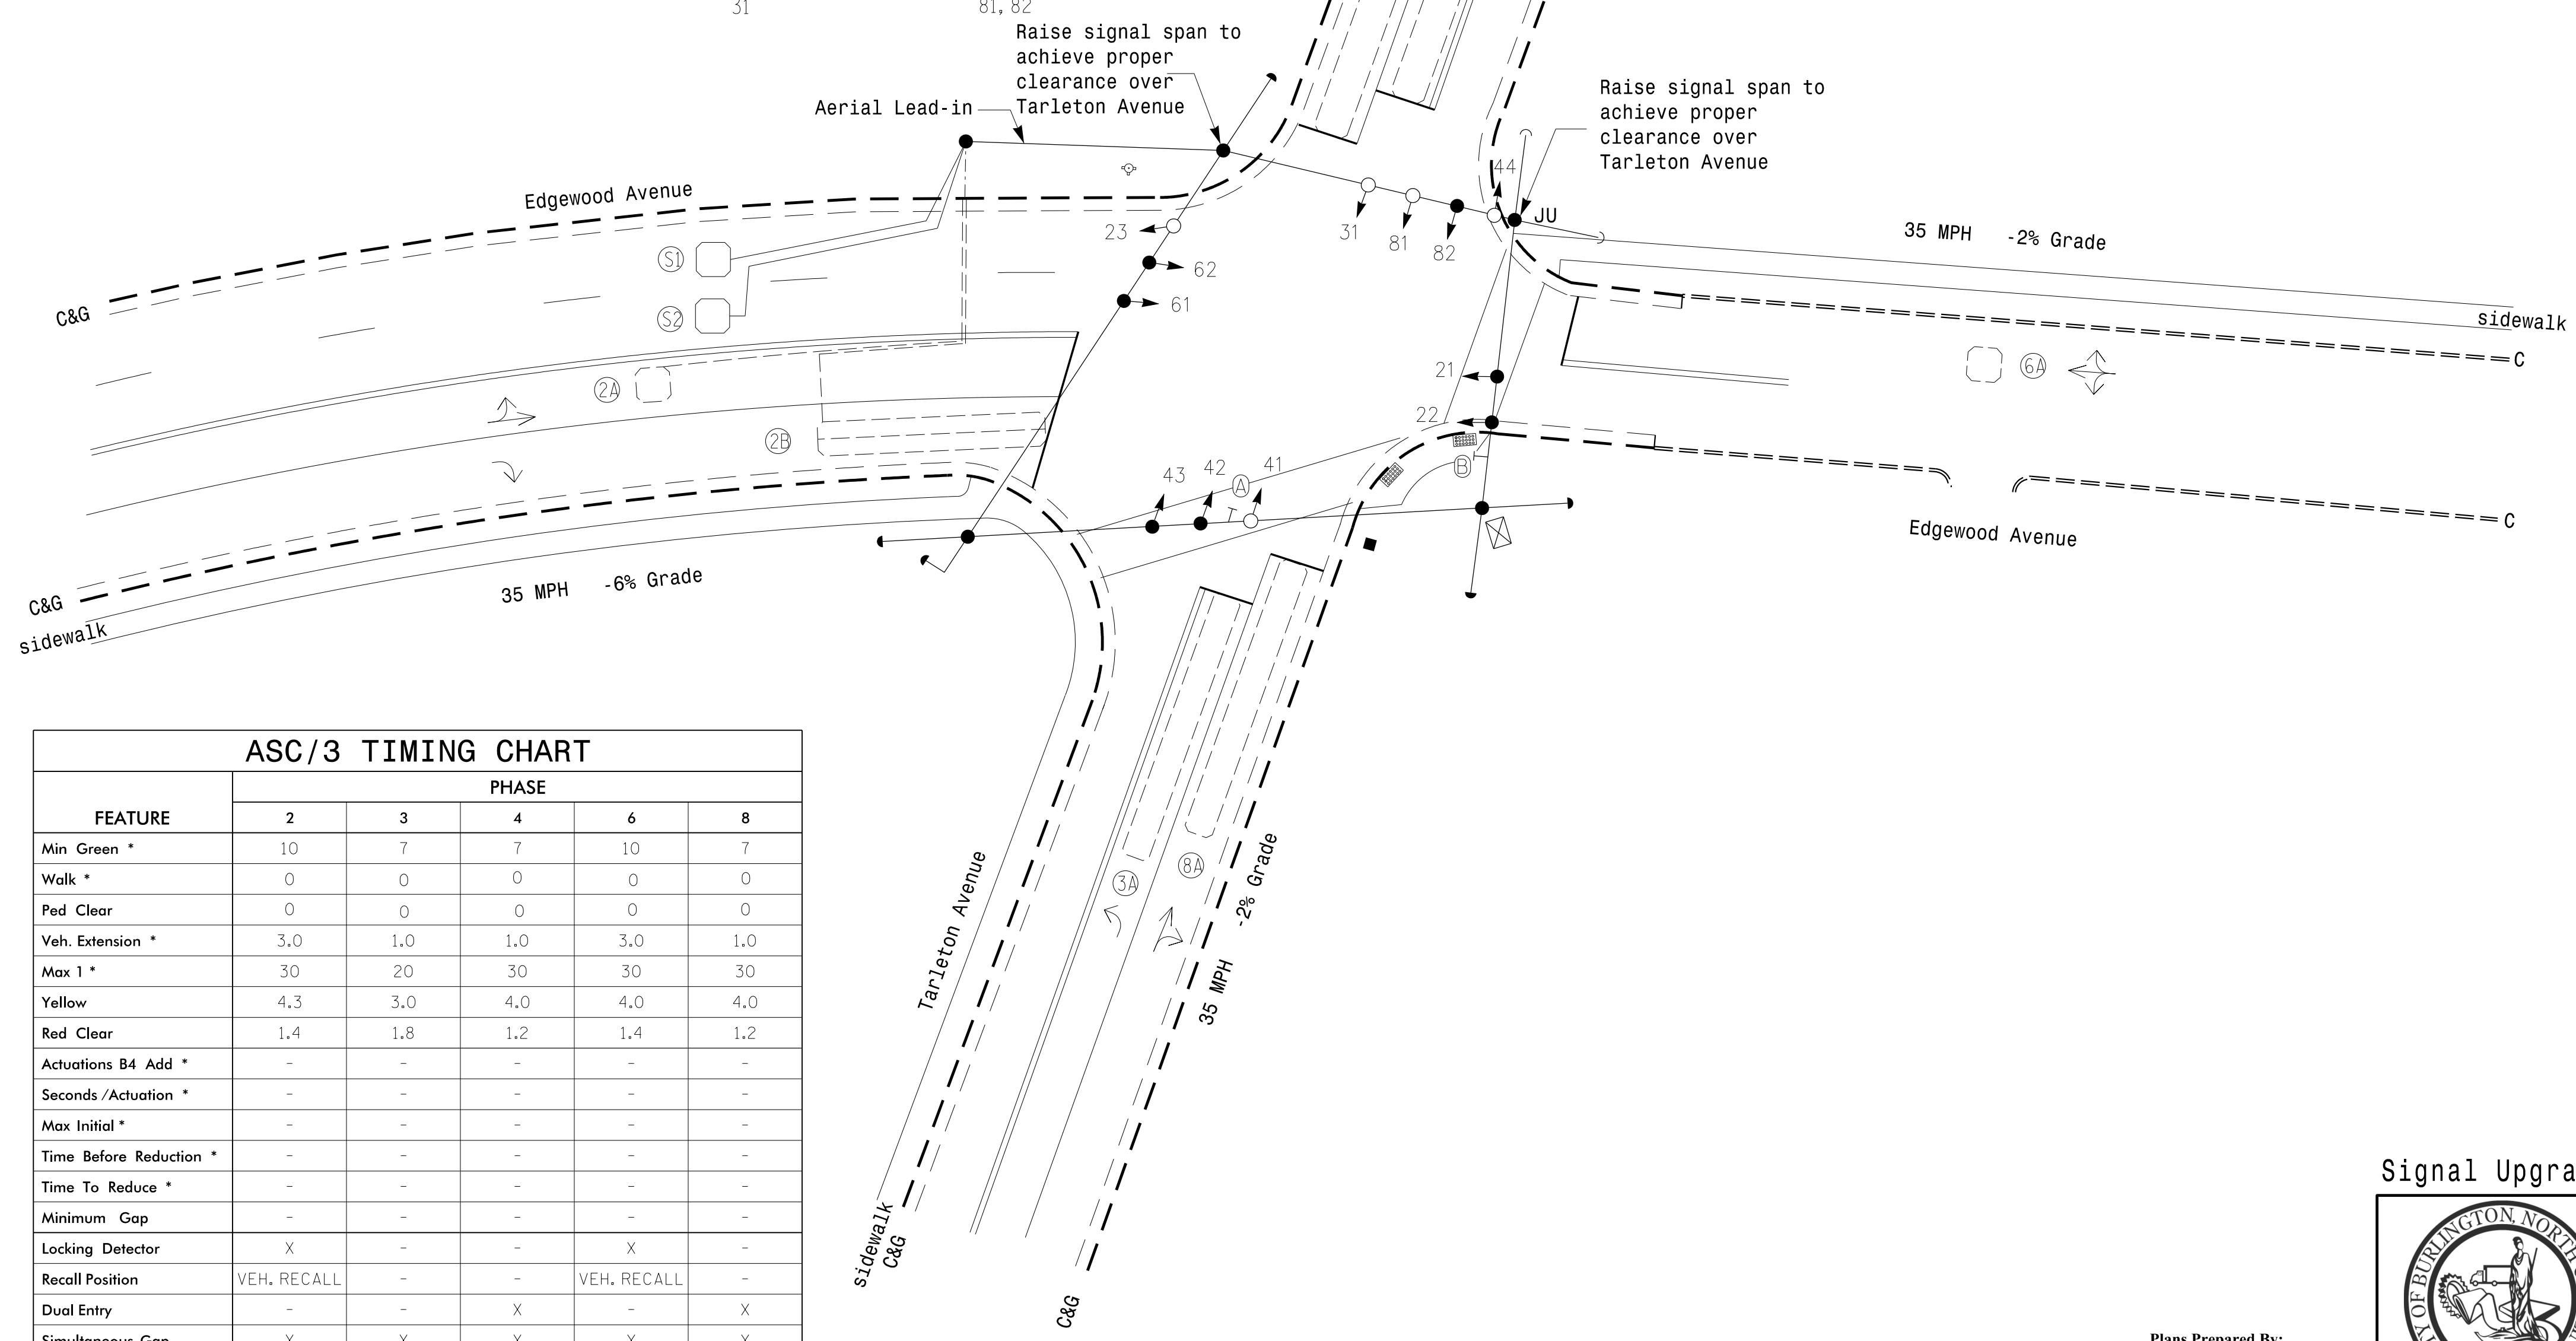 31
81, 82
Raise signal span to
achieve proper
clearance over
Tarleton Avenue
Aerial Lead-in
Raise signal span to
achieve proper
clearance over
Tarleton Avenue
Edgewood Avenue
44
JU
35 MPH -2% Grade
23
62
61
31
81
82
S1
S2
C&G
sidewalk
C
2A
2B
21
22
6A
43
42
A
41
B
C
Edgewood Avenue
35 MPH -6% Grade
C&G
sidewalk
ASC/3 TIMING CHART
PHASE
FEATURE 2 3 4 6 8
Min Green * 10 7 7 10 7
Walk * 0 0 0 0 0
Ped Clear 0 0 0 0 0
Veh. Extension * 3.0 1.0 1.0 3.0 1.0
Max 1 * 30 20 30 30 30
Yellow 4.3 3.0 4.0 4.0 4.0
Red Clear 1.4 1.8 1.2 1.4 1.2
Actuations B4 Add * - - - - -
Seconds /Actuation * - - - - -
Max Initial * - - - - -
Time Before Reduction * - - - - -
Time To Reduce * - - - - -
Minimum Gap - - - - -
Locking Detector X - - X -
Recall Position VEH. RECALL - - VEH. RECALL -
Dual Entry - - X - X
Simultaneous Gap X X X X X
Tarleton Avenue
3A
8A
35 MPH -2% Grade
sidewalk
C&G
C&G
Signal Upgra
Y OF BURLINGTON, NORTH
Plans Prepared By: